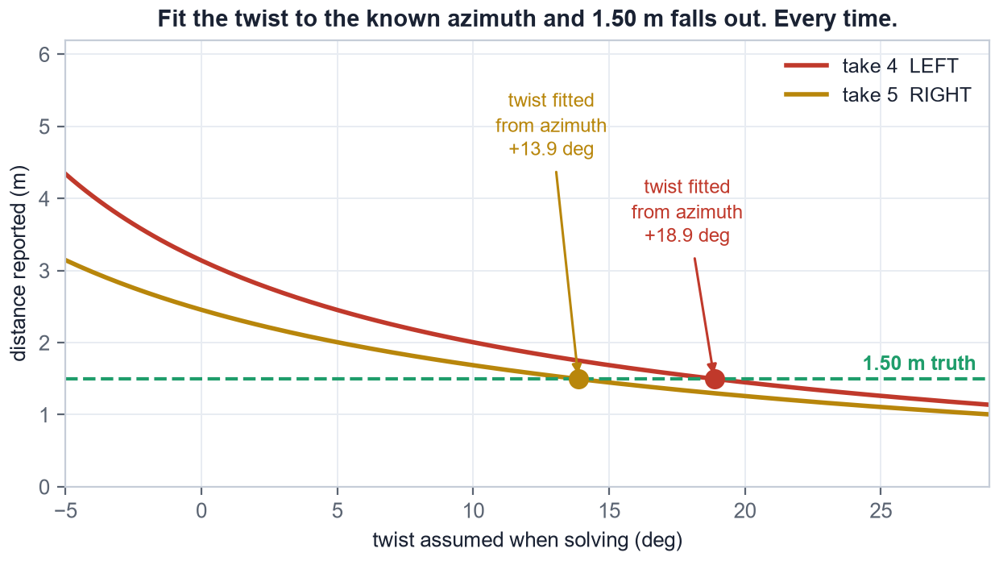 Fit the twist to the known azimuth and 1.50 m falls out. Every time.
take 4 LEFT
take 5 RIGHT
twist fitted
from azimuth
+13.9 deg
twist fitted
from azimuth
+18.9 deg
1.50 m truth
distance reported (m)
6
5
4
3
2
1
0
−5
0
5
10
15
20
25
twist assumed when solving (deg)